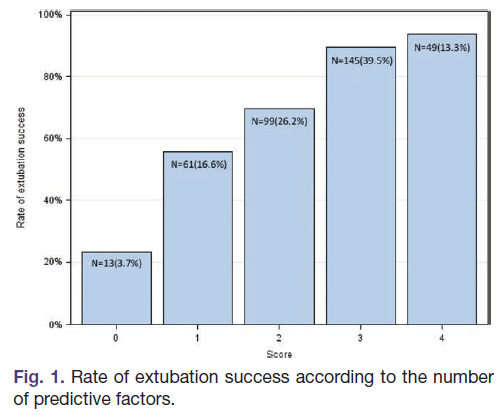 100%
80%
60%
40%
20%
0%
Rate of extubation success
N=13(3.7%)
N=61(16.6%)
N=99(26.2%)
N=145(39.5%)
N=49(13.3%)
0
1
2
3
4
Score
Fig. 1. Rate of extubation success according to the number
of predictive factors.